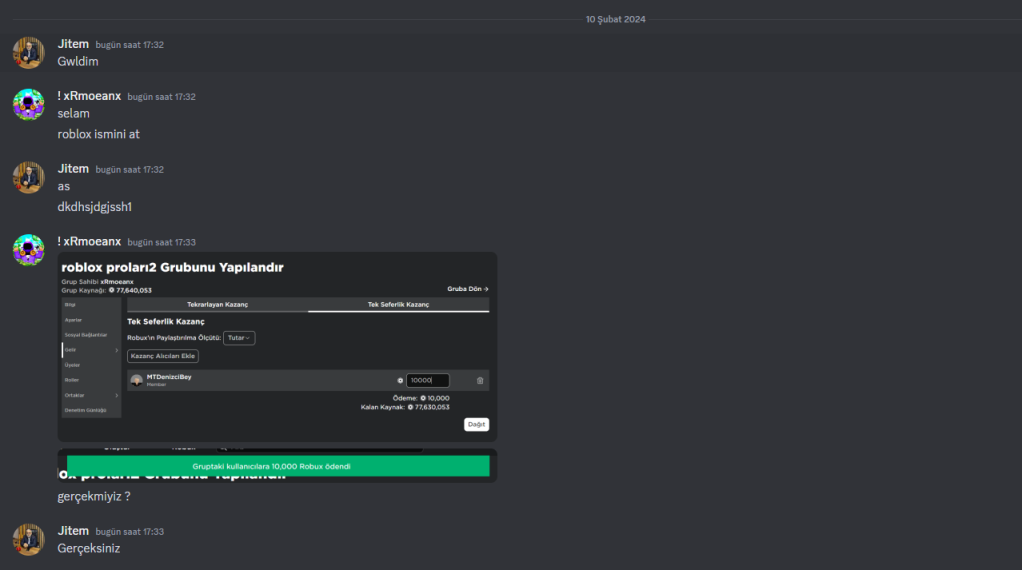 10 Şubat 2024
Jitem bugün saat 17:32
Gwldim
! xRmoeanx bugün saat 17:32
selam
roblox ismini at
Jitem bugün saat 17:32
as
dkdhsjdgjssh1
! xRmoeanx bugün saat 17:33
roblox proları2 Grubunu Yapılandır
Grup Sahibi xRmoeanx
Grup Kaynağı: 77,640,053
Gruba Dön →
Bilgi
Tekrarlayan Kazanç
Tek Seferlik Kazanç
Ayarlar
Tek Seferlik Kazanç
Sosyal Bağlantılar
Robux'ın Paylaştırılma Ölçütü: Tutar
Gelir
Kazanç Alıcıları Ekle
Üyeler
Roller
MTDenizciBey
Member
10000
Ortaklar
Ödeme: 10,000
Denetim Günlüğü
Kalan Kaynak: 77,630,053
Dağıt
Gruptaki kullanıcılara 10,000 Robux ödendi
gerçekmiyiz ?
Jitem bugün saat 17:33
Gerçeksiniz